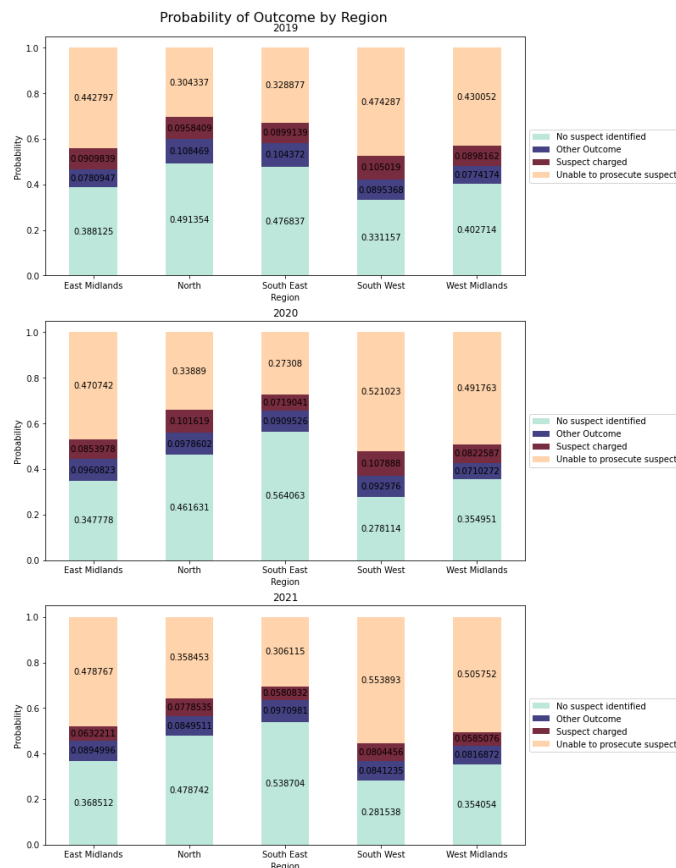 Probability of Outcome by Region
2019
1.0
0.8
0.6
0.4
0.2
0.0
Probability
0.442797
0.304337
0.328877
0.474287
0.430052
0.0909839
0.0958409
0.0899139
0.105019
0.0898162
0.0780947
0.108469
0.104372
0.0895368
0.0774174
0.388125
0.491354
0.476837
0.331157
0.402714
East Midlands
North
South East
South West
West Midlands
Region
No suspect identified
Other Outcome
Suspect charged
Unable to prosecute suspect
2020
1.0
0.8
0.6
0.4
0.2
0.0
Probability
0.470742
0.33889
0.27308
0.521023
0.491763
0.0853978
0.101619
0.0719041
0.107888
0.0822587
0.0960823
0.0978602
0.0909526
0.092976
0.0710272
0.347778
0.461631
0.564063
0.278114
0.354951
East Midlands
North
South East
South West
West Midlands
Region
No suspect identified
Other Outcome
Suspect charged
Unable to prosecute suspect
2021
1.0
0.8
0.6
0.4
0.2
0.0
Probability
0.478767
0.358453
0.306115
0.553893
0.505752
0.0632211
0.0778535
0.0580832
0.0804456
0.0585076
0.0894996
0.0849511
0.0970981
0.0841235
0.0816872
0.368512
0.478742
0.538704
0.281538
0.354054
East Midlands
North
South East
South West
West Midlands
Region
No suspect identified
Other Outcome
Suspect charged
Unable to prosecute suspect